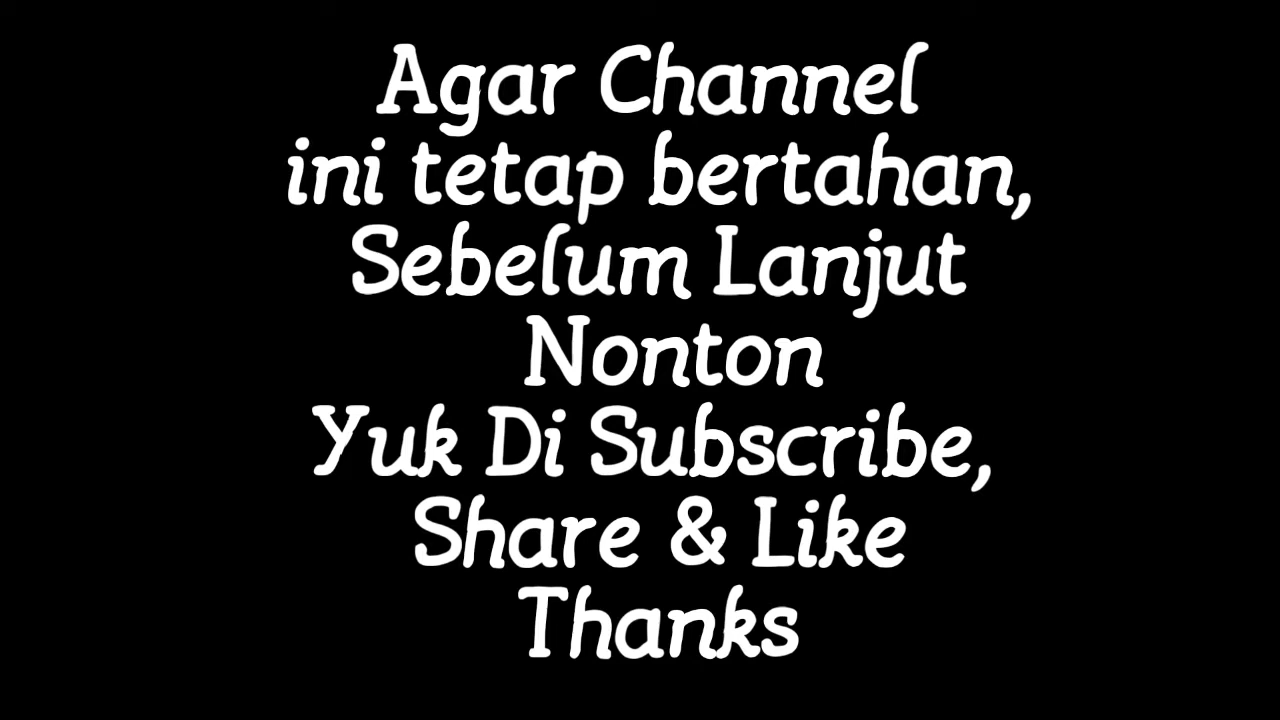 Agar Channel
ini tetap bertahan,
Sebelum Lanjut
Nonton
Yuk Di Subscribe,
Share & Like
Thanks